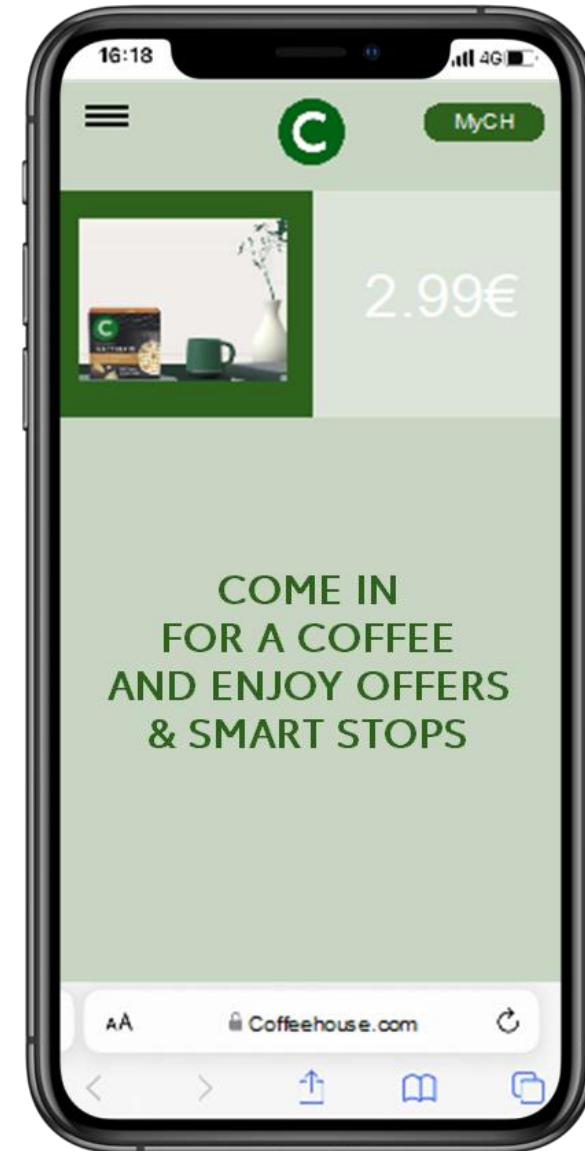 16:18
4G
C
MyCH
C
2.99€
COME IN
FOR A COFFEE
AND ENJOY OFFERS
& SMART STOPS
AA
Coffeehouse.com